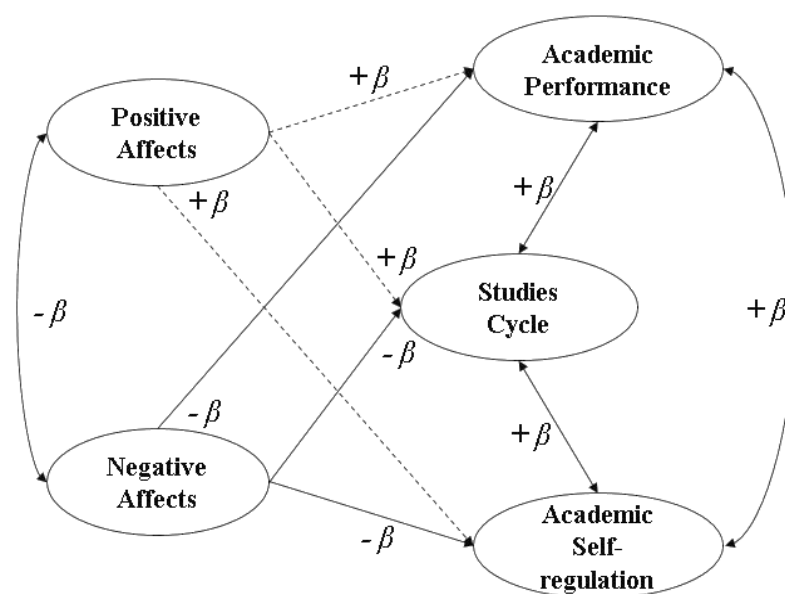 Academic
Performance
+β
Positive
Affects
+β
+β
+β
Studies
Cycle
-β
+β
-β
-β
+β
Negative
Affects
-β
Academic
Self-
regulation